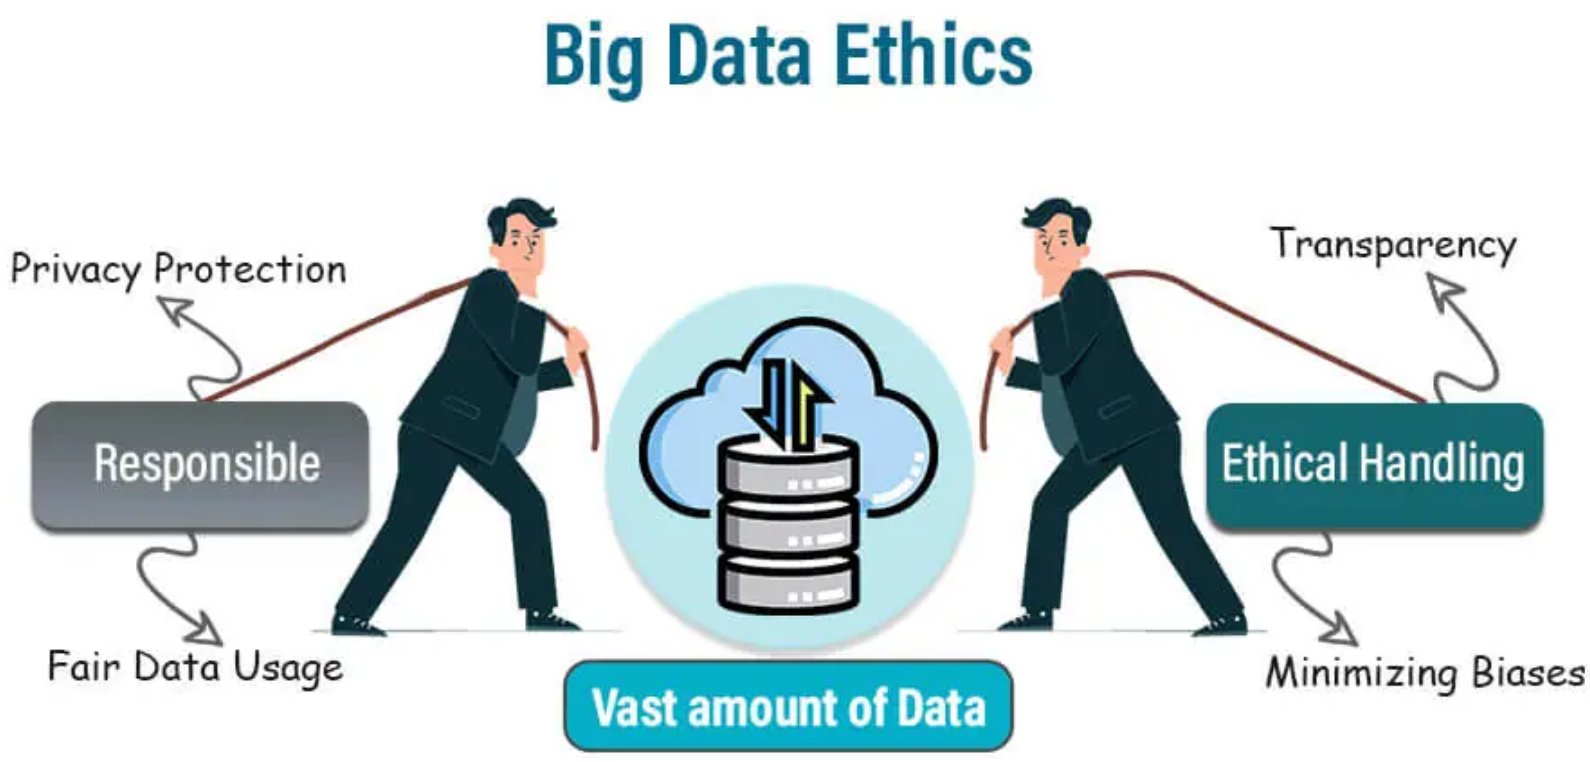 Big Data Ethics
Privacy Protection
Transparency
Responsible
Ethical Handling
Fair Data Usage
Minimizing Biases
Vast amount of Data